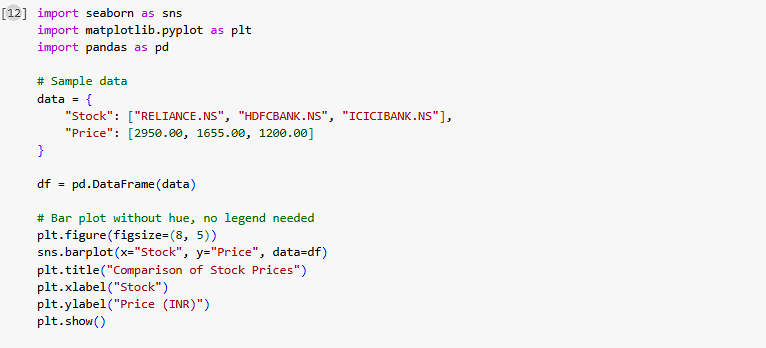 [12] import seaborn as sns
import matplotlib.pyplot as plt
import pandas as pd

# Sample data
data = {
    "Stock": ["RELIANCE.NS", "HDFCBANK.NS", "ICICIBANK.NS"],
    "Price": [2950.00, 1655.00, 1200.00]
}

df = pd.DataFrame(data)

# Bar plot without hue, no legend needed
plt.figure(figsize=(8, 5))
sns.barplot(x="Stock", y="Price", data=df)
plt.title("Comparison of Stock Prices")
plt.xlabel("Stock")
plt.ylabel("Price (INR)")
plt.show()